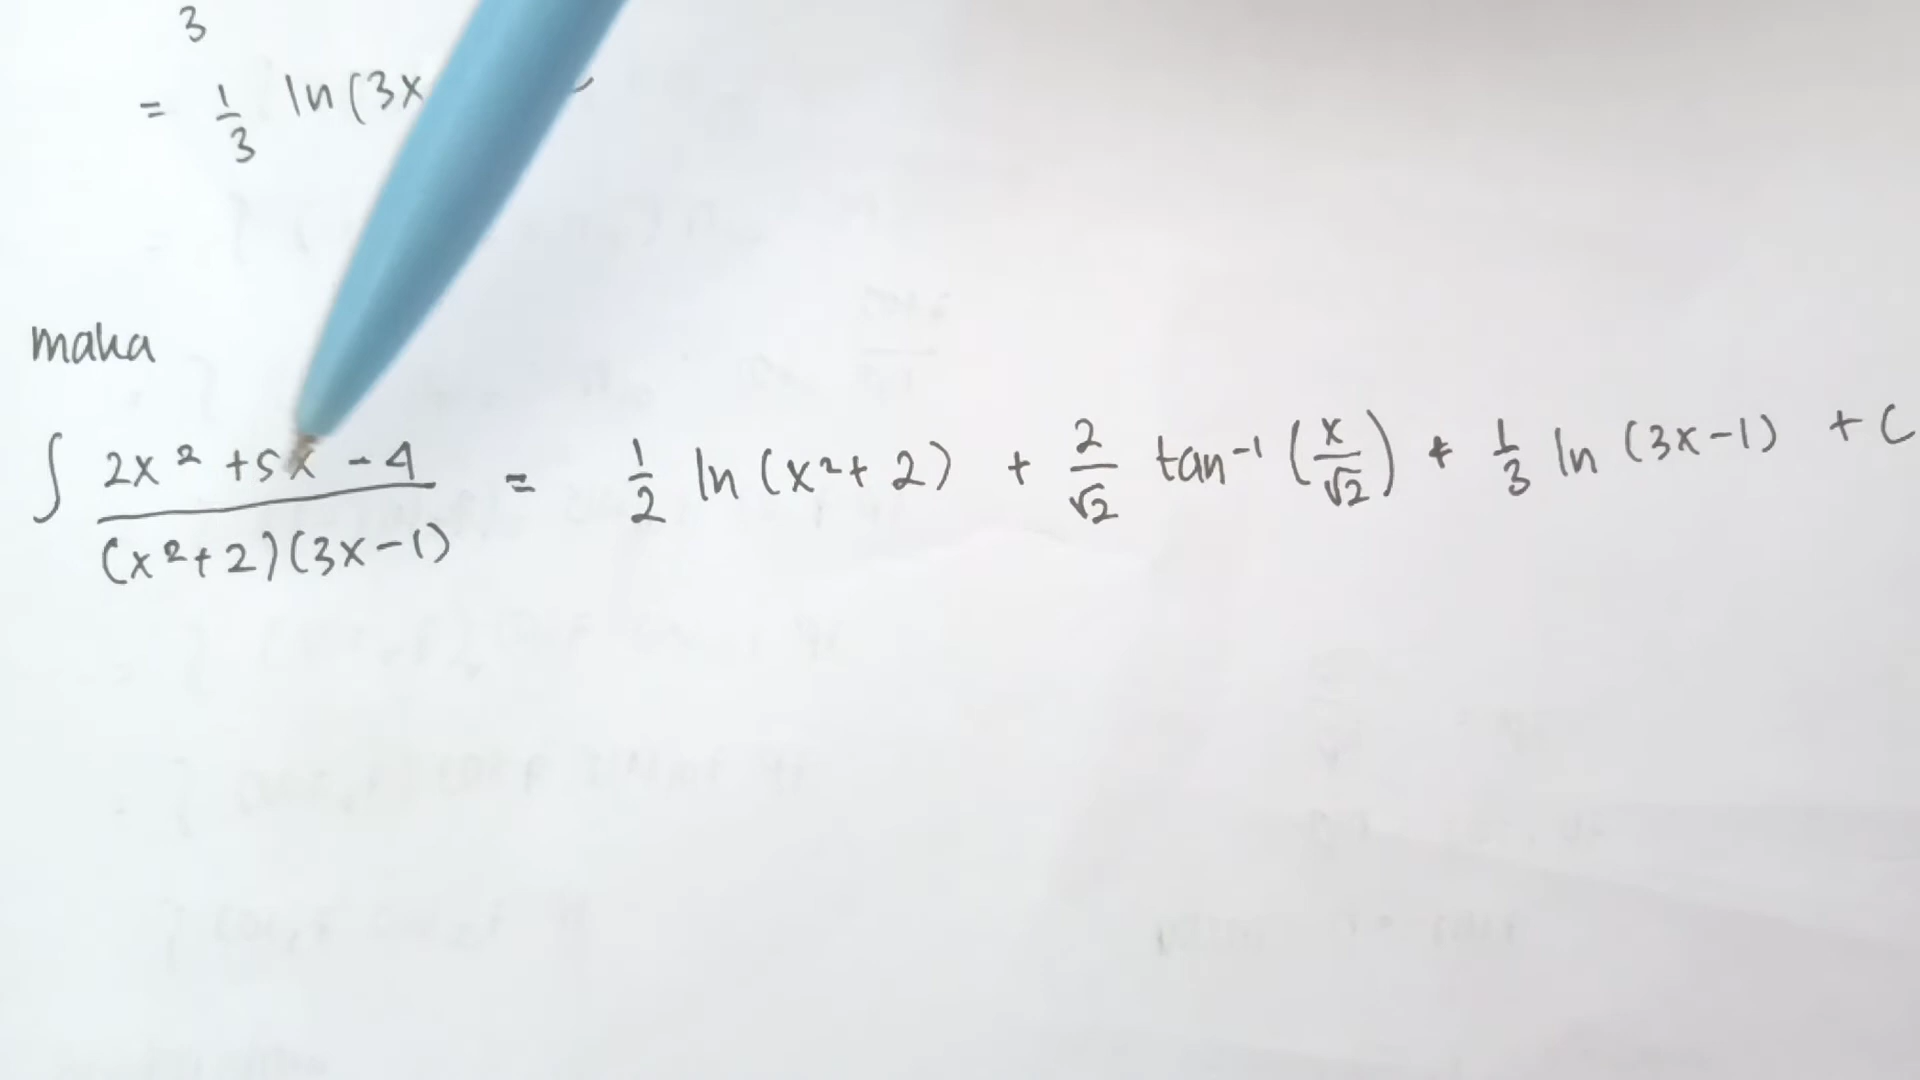 3
= 1/3 ln(3x
maka
∫ (2x² + 5x - 4)/((x² + 2)(3x - 1)) = 1/2 ln(x² + 2) + 2/√2 tan⁻¹(x/√2) + 1/3 ln(3x - 1) + C